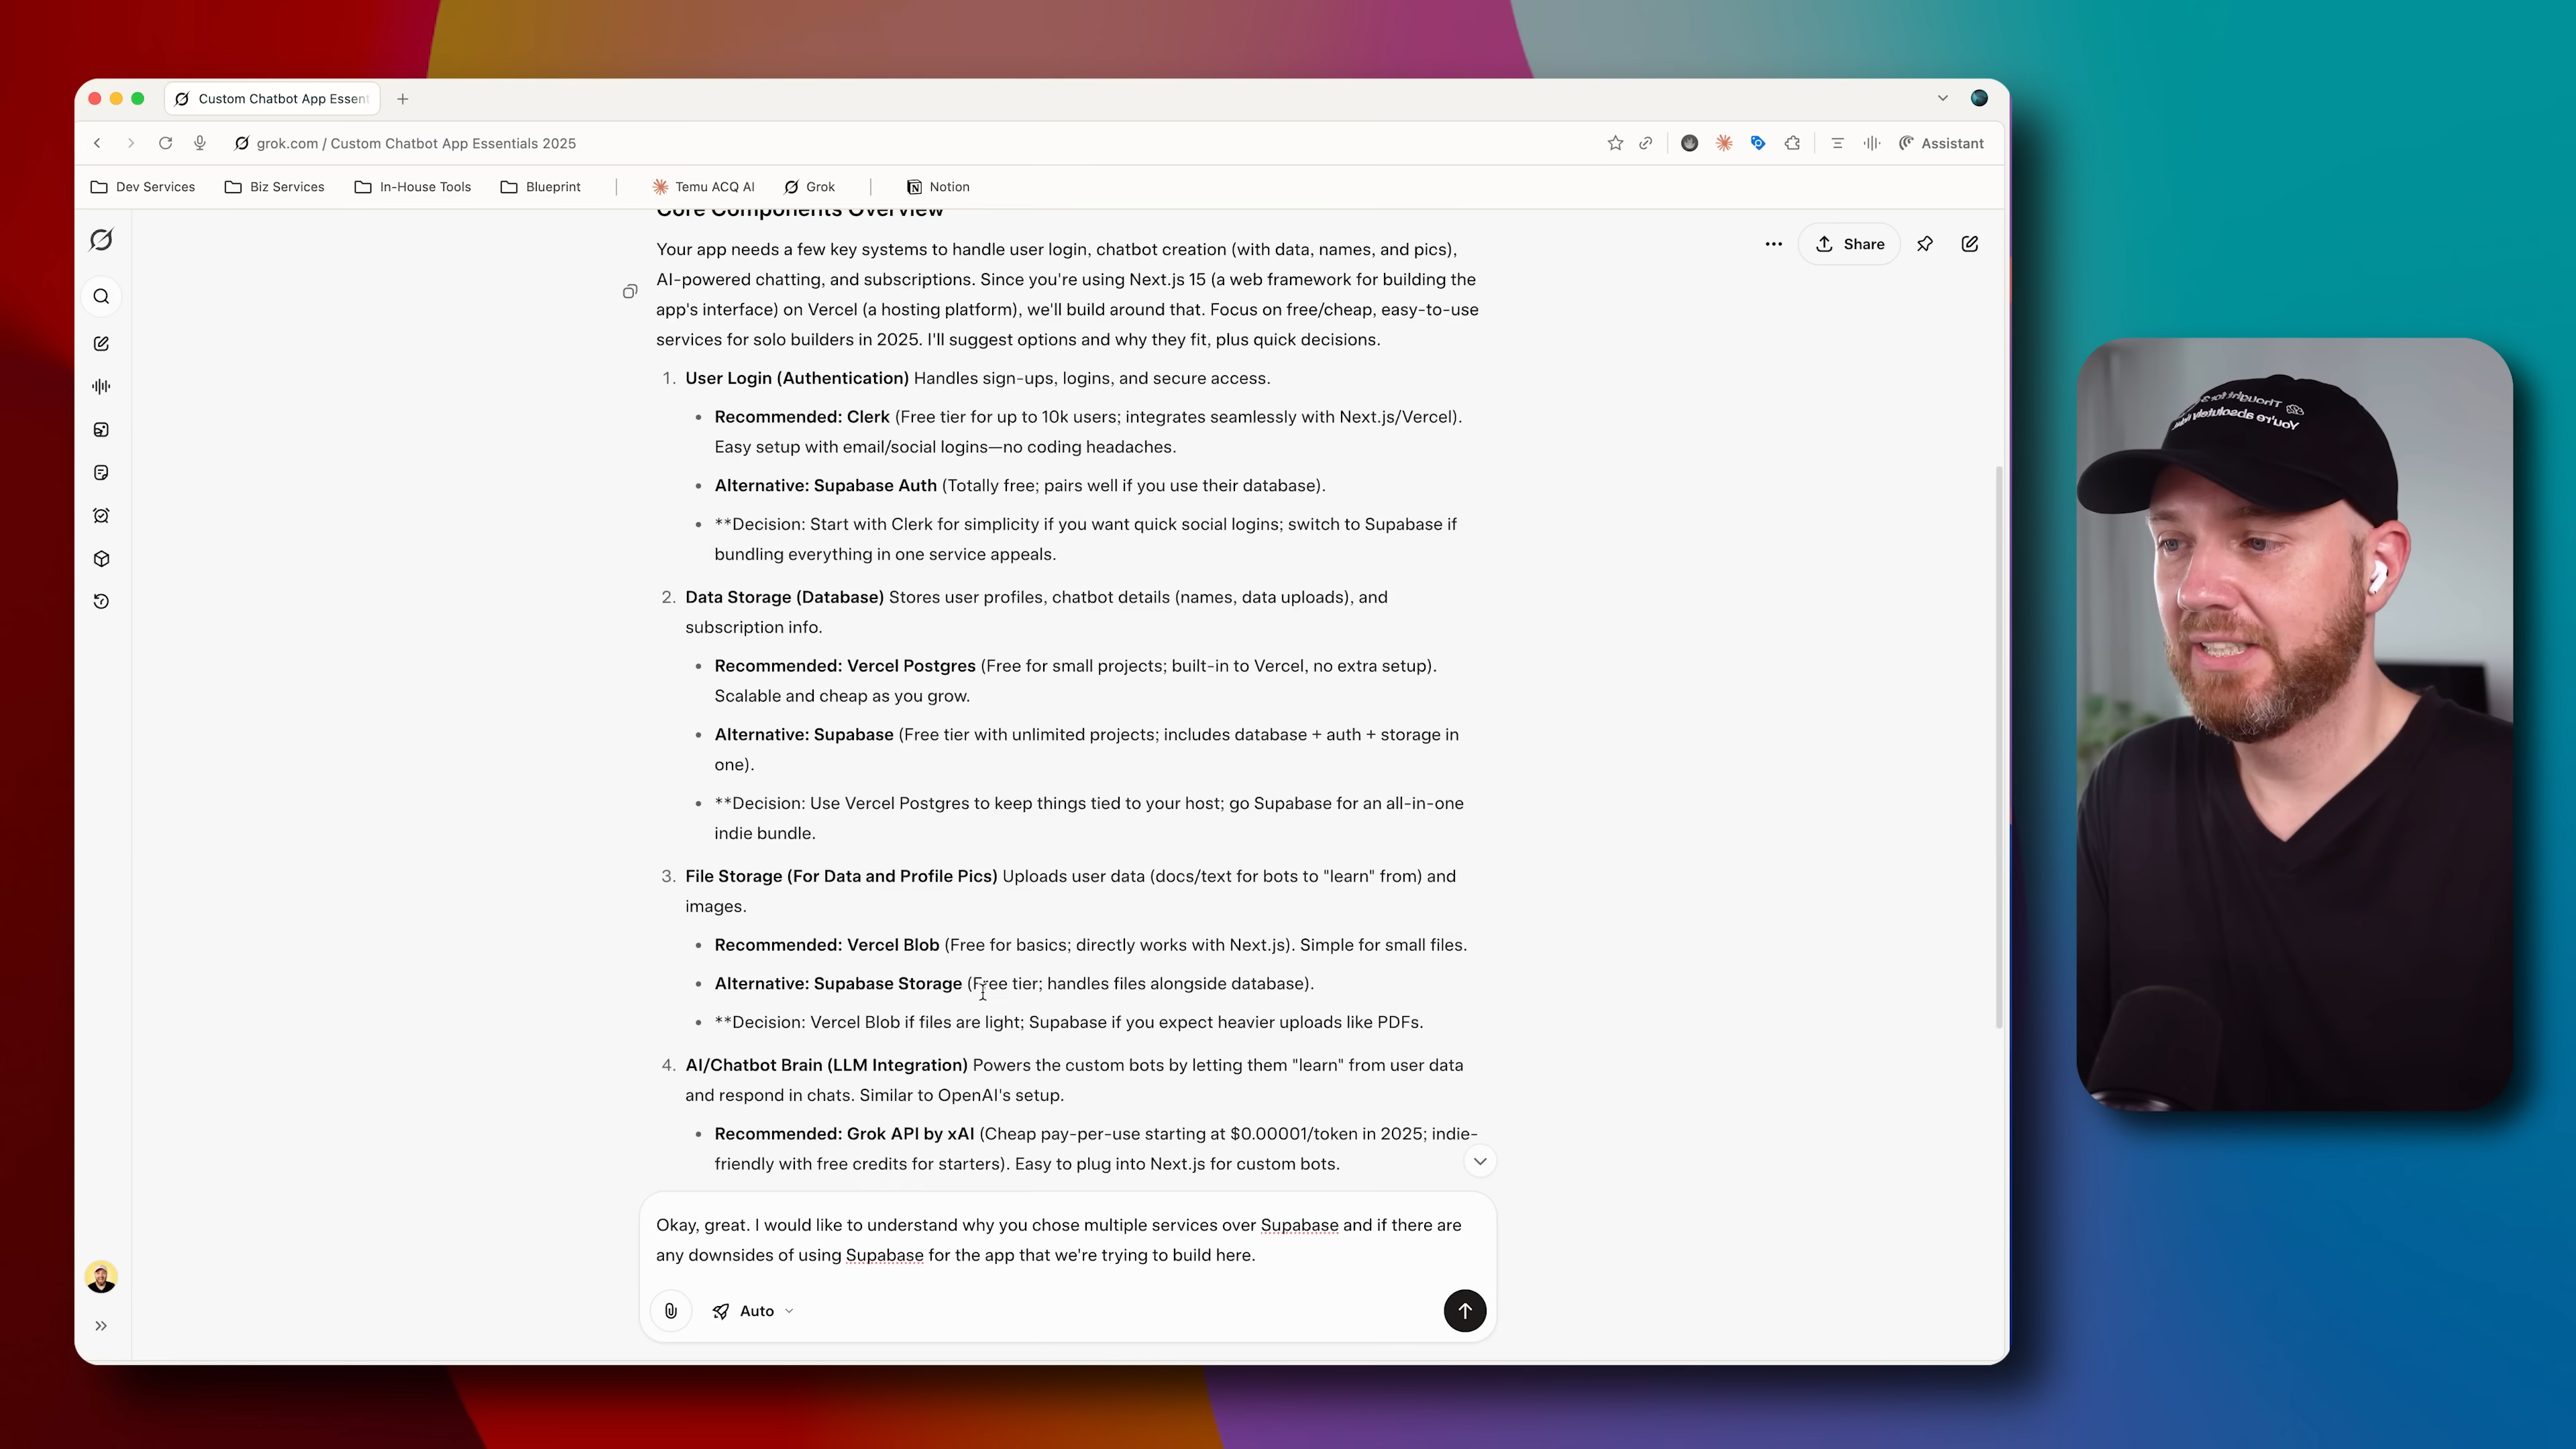 Custom Chatbot App Essen
grok.com / Custom Chatbot App Essentials 2025
Assistant
Dev Services
Biz Services
In-House Tools
Blueprint
Temu ACQ AI
Grok
Notion
Share
Core Components Overview
Your app needs a few key systems to handle user login, chatbot creation (with data, names, and pics),
AI-powered chatting, and subscriptions. Since you're using Next.js 15 (a web framework for building the
app's interface) on Vercel (a hosting platform), we'll build around that. Focus on free/cheap, easy-to-use
services for solo builders in 2025. I'll suggest options and why they fit, plus quick decisions.
1. User Login (Authentication) Handles sign-ups, logins, and secure access.
• Recommended: Clerk (Free tier for up to 10k users; integrates seamlessly with Next.js/Vercel).
Easy setup with email/social logins—no coding headaches.
• Alternative: Supabase Auth (Totally free; pairs well if you use their database).
• **Decision: Start with Clerk for simplicity if you want quick social logins; switch to Supabase if
bundling everything in one service appeals.
2. Data Storage (Database) Stores user profiles, chatbot details (names, data uploads), and
subscription info.
• Recommended: Vercel Postgres (Free for small projects; built-in to Vercel, no extra setup).
Scalable and cheap as you grow.
• Alternative: Supabase (Free tier with unlimited projects; includes database + auth + storage in
one).
• **Decision: Use Vercel Postgres to keep things tied to your host; go Supabase for an all-in-one
indie bundle.
3. File Storage (For Data and Profile Pics) Uploads user data (docs/text for bots to "learn" from) and
images.
• Recommended: Vercel Blob (Free for basics; directly works with Next.js). Simple for small files.
• Alternative: Supabase Storage (Free tier; handles files alongside database).
• **Decision: Vercel Blob if files are light; Supabase if you expect heavier uploads like PDFs.
4. AI/Chatbot Brain (LLM Integration) Powers the custom bots by letting them "learn" from user data
and respond in chats. Similar to OpenAI's setup.
• Recommended: Grok API by xAI (Cheap pay-per-use starting at $0.00001/token in 2025; indie-
friendly with free credits for starters). Easy to plug into Next.js for custom bots.
Okay, great. I would like to understand why you chose multiple services over Supabase and if there are
any downsides of using Supabase for the app that we're trying to build here.
Auto
You're absolutely